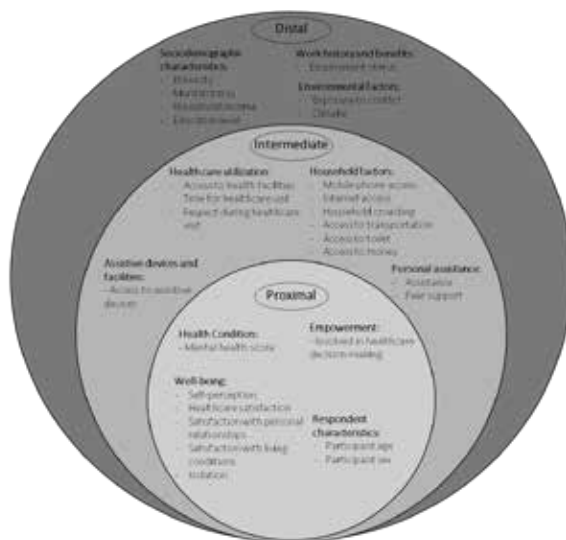 Distal
Sociodemographic
characteristics:
- Ethnicity
- Marital status
- Household income
- Education level
Work history and benefits:
- Employment status
Environmental factors:
- Exposure to conflict
- Climate
Intermediate
Health care utilization:
- Access to health facilities
- Time for healthcare visit
- Respect during healthcare
visit
Household factors:
- Mobile phone access
- Internet access
- Household crowding
- Access to transportation
- Access to toilet
- Access to money
Assistive devices and
facilities:
- Access to assistive
devices
Personal assistance:
- Assistance
- Peer support
Proximal
Health Condition:
- Mental health score
Empowerment:
- Involved in healthcare
decision-making
Well-being:
- Self-perception
- Healthcare satisfaction
- Satisfaction with personal
relationships
- Satisfaction with living
conditions
- Isolation
Respondent
characteristics:
- Participant age
- Participant sex